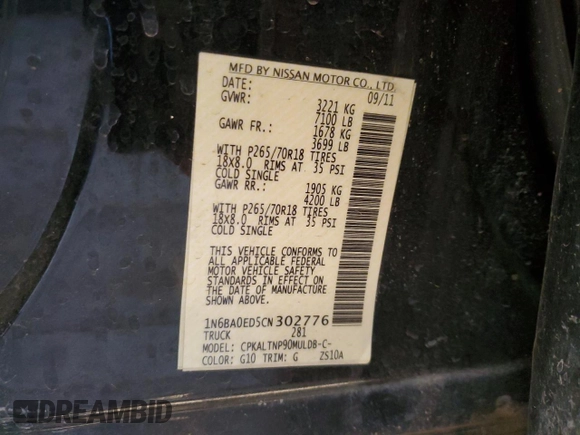 MFD BY NISSAN MOTOR CO., LTD.
DATE: 09/11
GVWR: 3221 KG
7100 LB
GAWR FR.: 1678 KG
3699 LB
WITH P265/70R18 TIRES
18x8.0 RIMS AT 35 PSI
COLD SINGLE
GAWR RR.: 1905 KG
4200 LB
WITH P265/70R18 TIRES
18x8.0 RIMS AT 35 PSI
COLD SINGLE
THIS VEHICLE CONFORMS TO
ALL APPLICABLE FEDERAL
MOTOR VEHICLE SAFETY
STANDARDS IN EFFECT ON
THE DATE OF MANUFACTURE
SHOWN ABOVE.
1N6BA0ED5CN302776
TRUCK 281
MODEL: CPKALTNP90MULDB-C-
COLOR: G10 TRIM: G ZS10A
DREAMBID